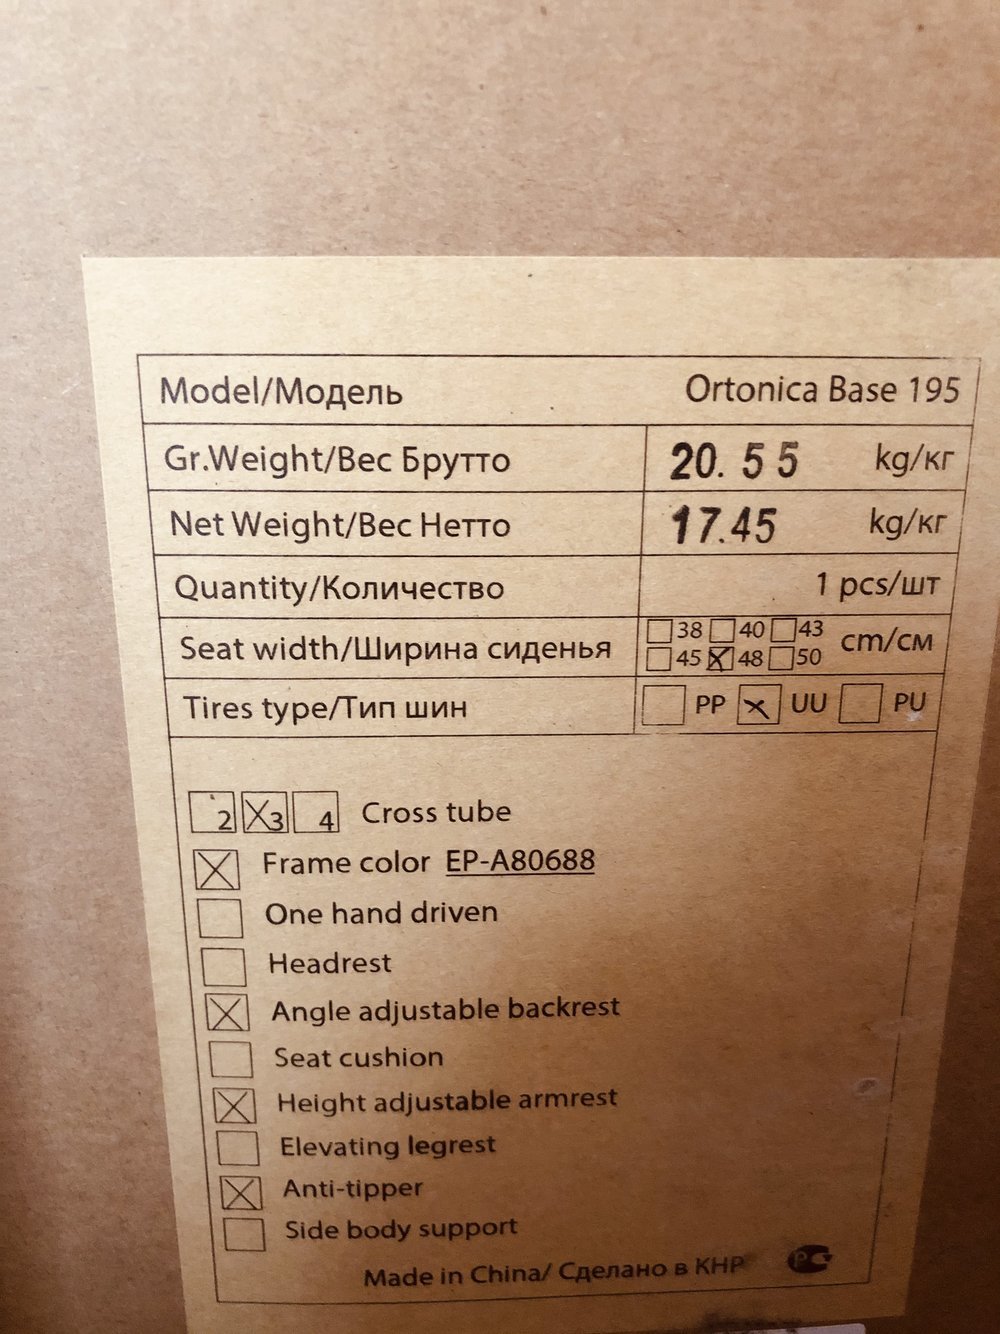 Model/Модель Ortonica Base 195
Gr.Weight/Вес Брутто 20.55 kg/кг
Net Weight/Вес Нетто 17.45 kg/кг
Quantity/Количество 1 pcs/шт
Seat width/Ширина сиденья 38 40 43 cm/см
45 48 50
Tires type/Тип шин PP UU PU
2 3 4 Cross tube
Frame color EP-A80688
One hand driven
Headrest
Angle adjustable backrest
Seat cushion
Height adjustable armrest
Elevating legrest
Anti-tipper
Side body support
Made in China/ Сделано в КНР